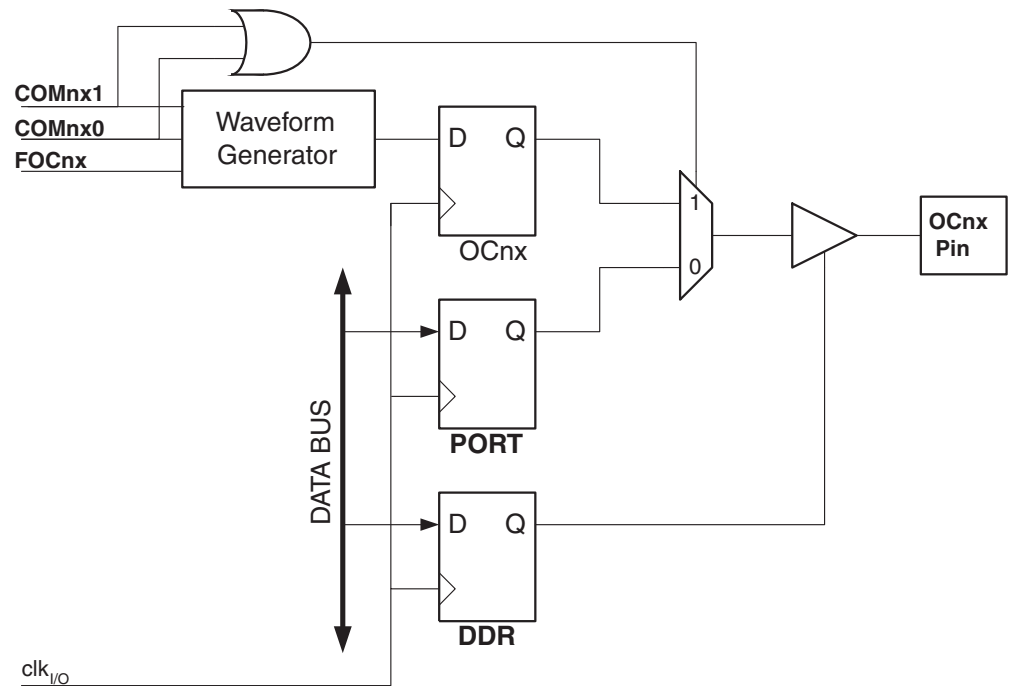 COMnx1
COMnx0
FOCnx
Waveform
Generator
D Q
OCnx
1
0
OCnx
Pin
D Q
PORT
DATA BUS
D Q
DDR
clkI/O